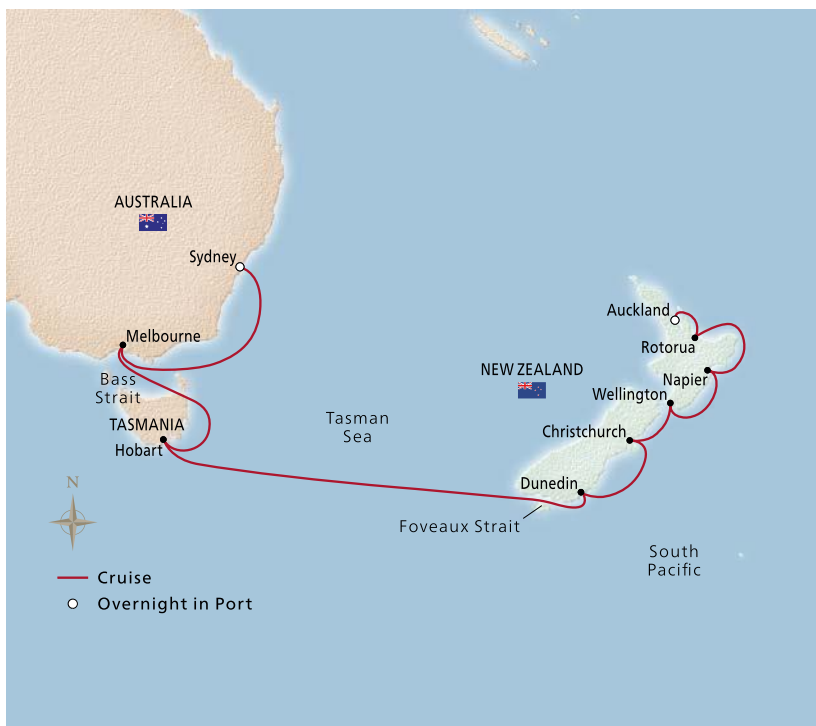 AUSTRALIA
Sydney
Melbourne
Bass
Strait
TASMANIA
Hobart
Tasman
Sea
NEW ZEALAND
Auckland
Rotorua
Napier
Wellington
Christchurch
Dunedin
Foveaux Strait
South
Pacific
N
Cruise
Overnight in Port